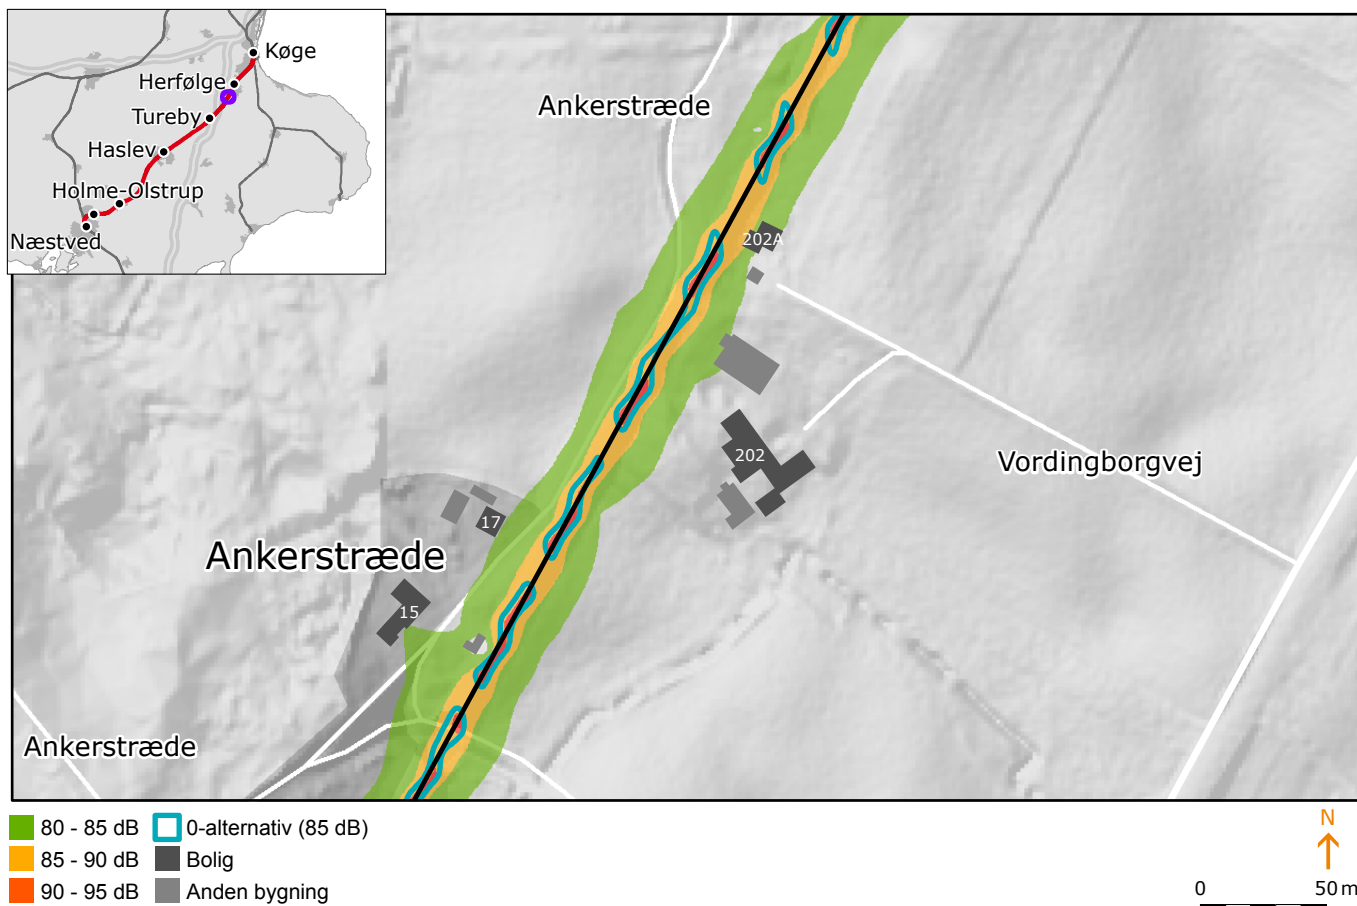 Køge
Herfølge
Tureby
Haslev
Holme-Olstrup
Næstved
Ankerstræde
202A
202
Vordingborgvej
17
Ankerstræde
15
Ankerstræde
80 - 85 dB 0-alternativ (85 dB)
85 - 90 dB Bolig
90 - 95 dB Anden bygning
N
0 50 m